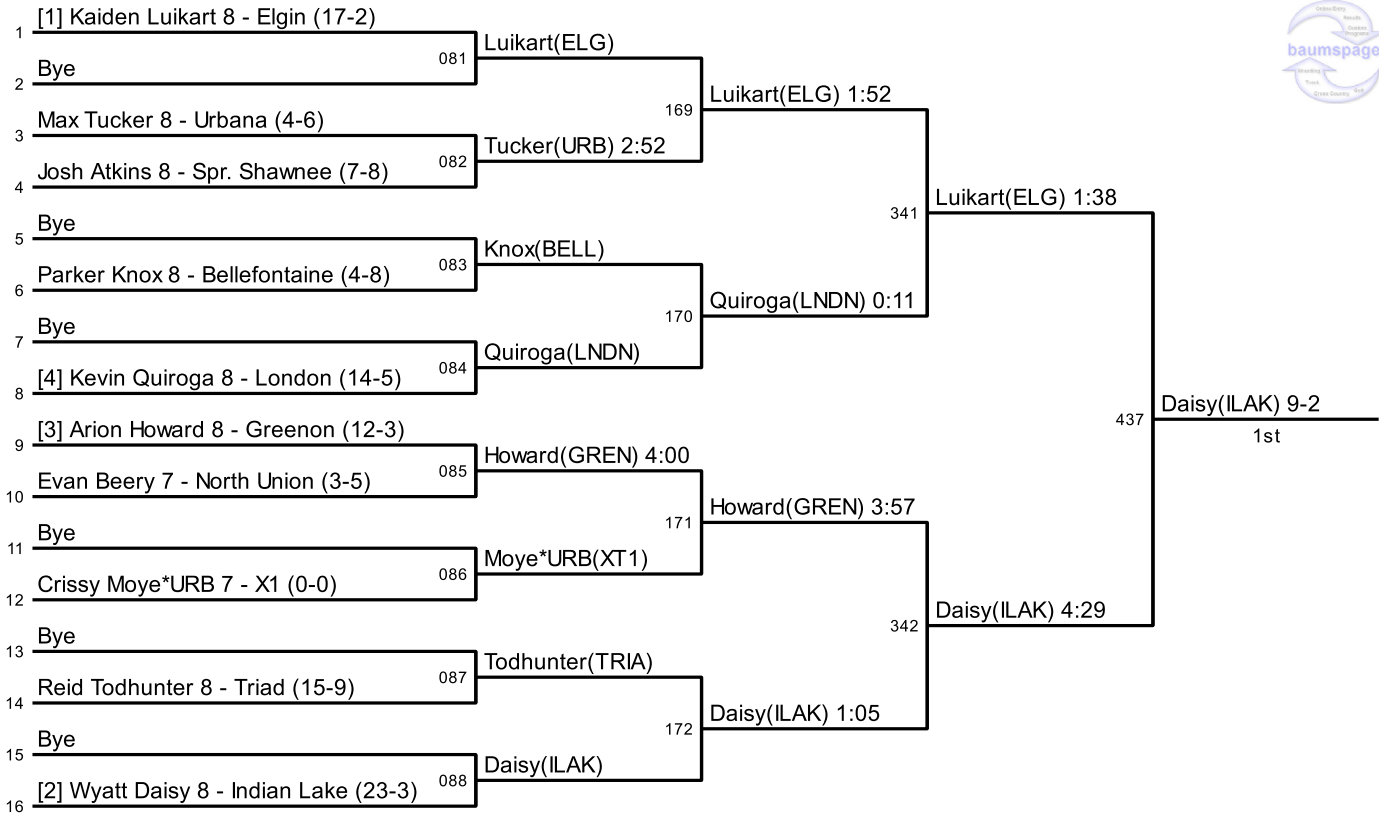 [1] Kaiden Luikart 8 - Elgin (17-2)
1
Luikart(ELG)
081
Bye
2
Luikart(ELG) 1:52
169
Max Tucker 8 - Urbana (4-6)
3
Tucker(URB) 2:52
082
Josh Atkins 8 - Spr. Shawnee (7-8)
4
Luikart(ELG) 1:38
341
Bye
5
Knox(BELL)
083
Parker Knox 8 - Bellefontaine (4-8)
6
Quiroga(LNDN) 0:11
170
Bye
7
Quiroga(LNDN)
084
[4] Kevin Quiroga 8 - London (14-5)
8
Daisy(ILAK) 9-2
437
1st
[3] Arion Howard 8 - Greenon (12-3)
9
Howard(GREN) 4:00
085
Evan Beery 7 - North Union (3-5)
10
Howard(GREN) 3:57
171
Bye
11
Moye*URB(XT1)
086
Crissy Moye*URB 7 - X1 (0-0)
12
Daisy(ILAK) 4:29
342
Bye
13
Todhunter(TRIA)
087
Reid Todhunter 8 - Triad (15-9)
14
Daisy(ILAK) 1:05
172
Bye
15
Daisy(ILAK)
088
[2] Wyatt Daisy 8 - Indian Lake (23-3)
16
baumspage
Cross Country